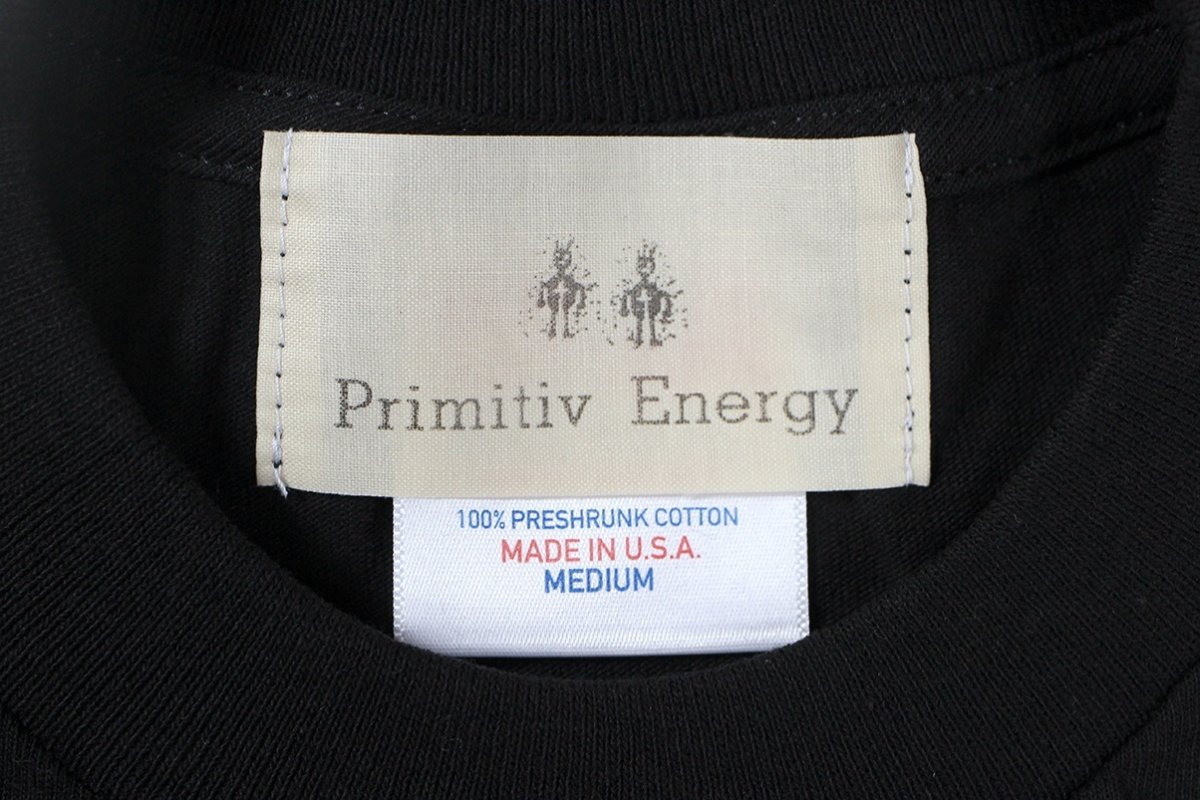 Primitiv Energy
100% PRESHRUNK COTTON
MADE IN U.S.A.
MEDIUM